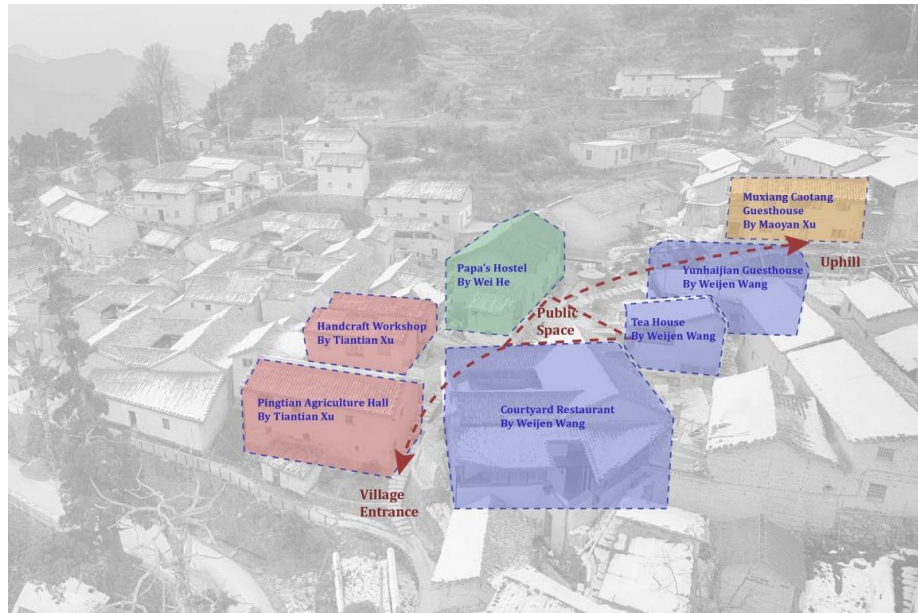 Muxiang Caotang
Guesthouse
By Maoyan Xu
Uphill
Yunhaijian Guesthouse
By Weijen Wang
Papa's Hostel
By Wei He
Public
Space
Tea House
By Weijen Wang
Handcraft Workshop
By Tiantian Xu
Pingtian Agriculture Hall
By Tiantian Xu
Courtyard Restaurant
By Weijen Wang
Village
Entrance